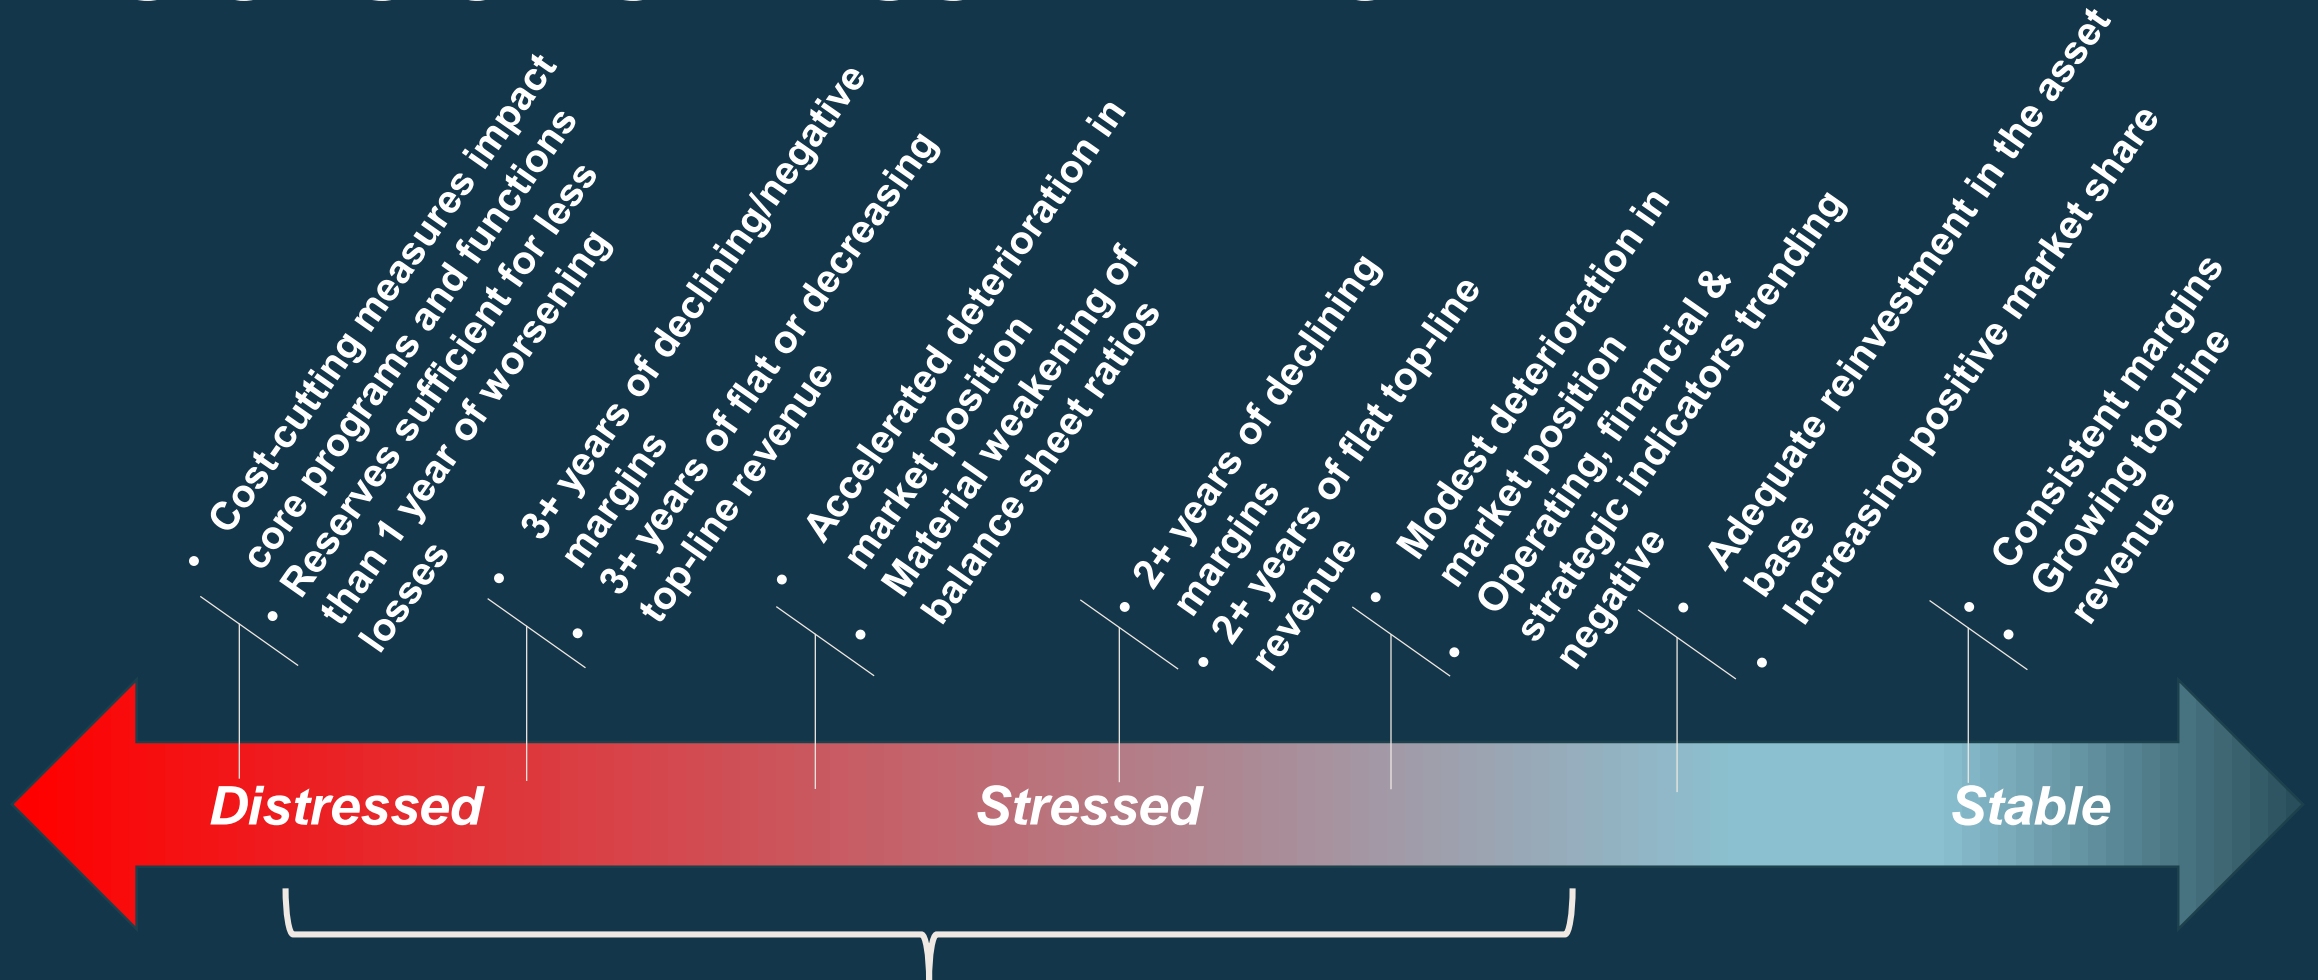 • Cost-cutting measures impact
core programs and functions
• Reserves sufficient for less
than 1 year of worsening
losses
• 3+ years of declining/negative
margins
• 3+ years of flat or decreasing
top-line revenue
• Accelerated deterioration in
market position
• Material weakening of
balance sheet ratios
• 2+ years of declining
margins
• 2+ years of flat top-line
revenue
• Modest deterioration in
market position
• Operating, financial &
strategic indicators trending
negative
• Adequate reinvestment in the asset
base
• Increasing positive market share
• Consistent margins
• Growing top-line
revenue
Distressed
Stressed
Stable